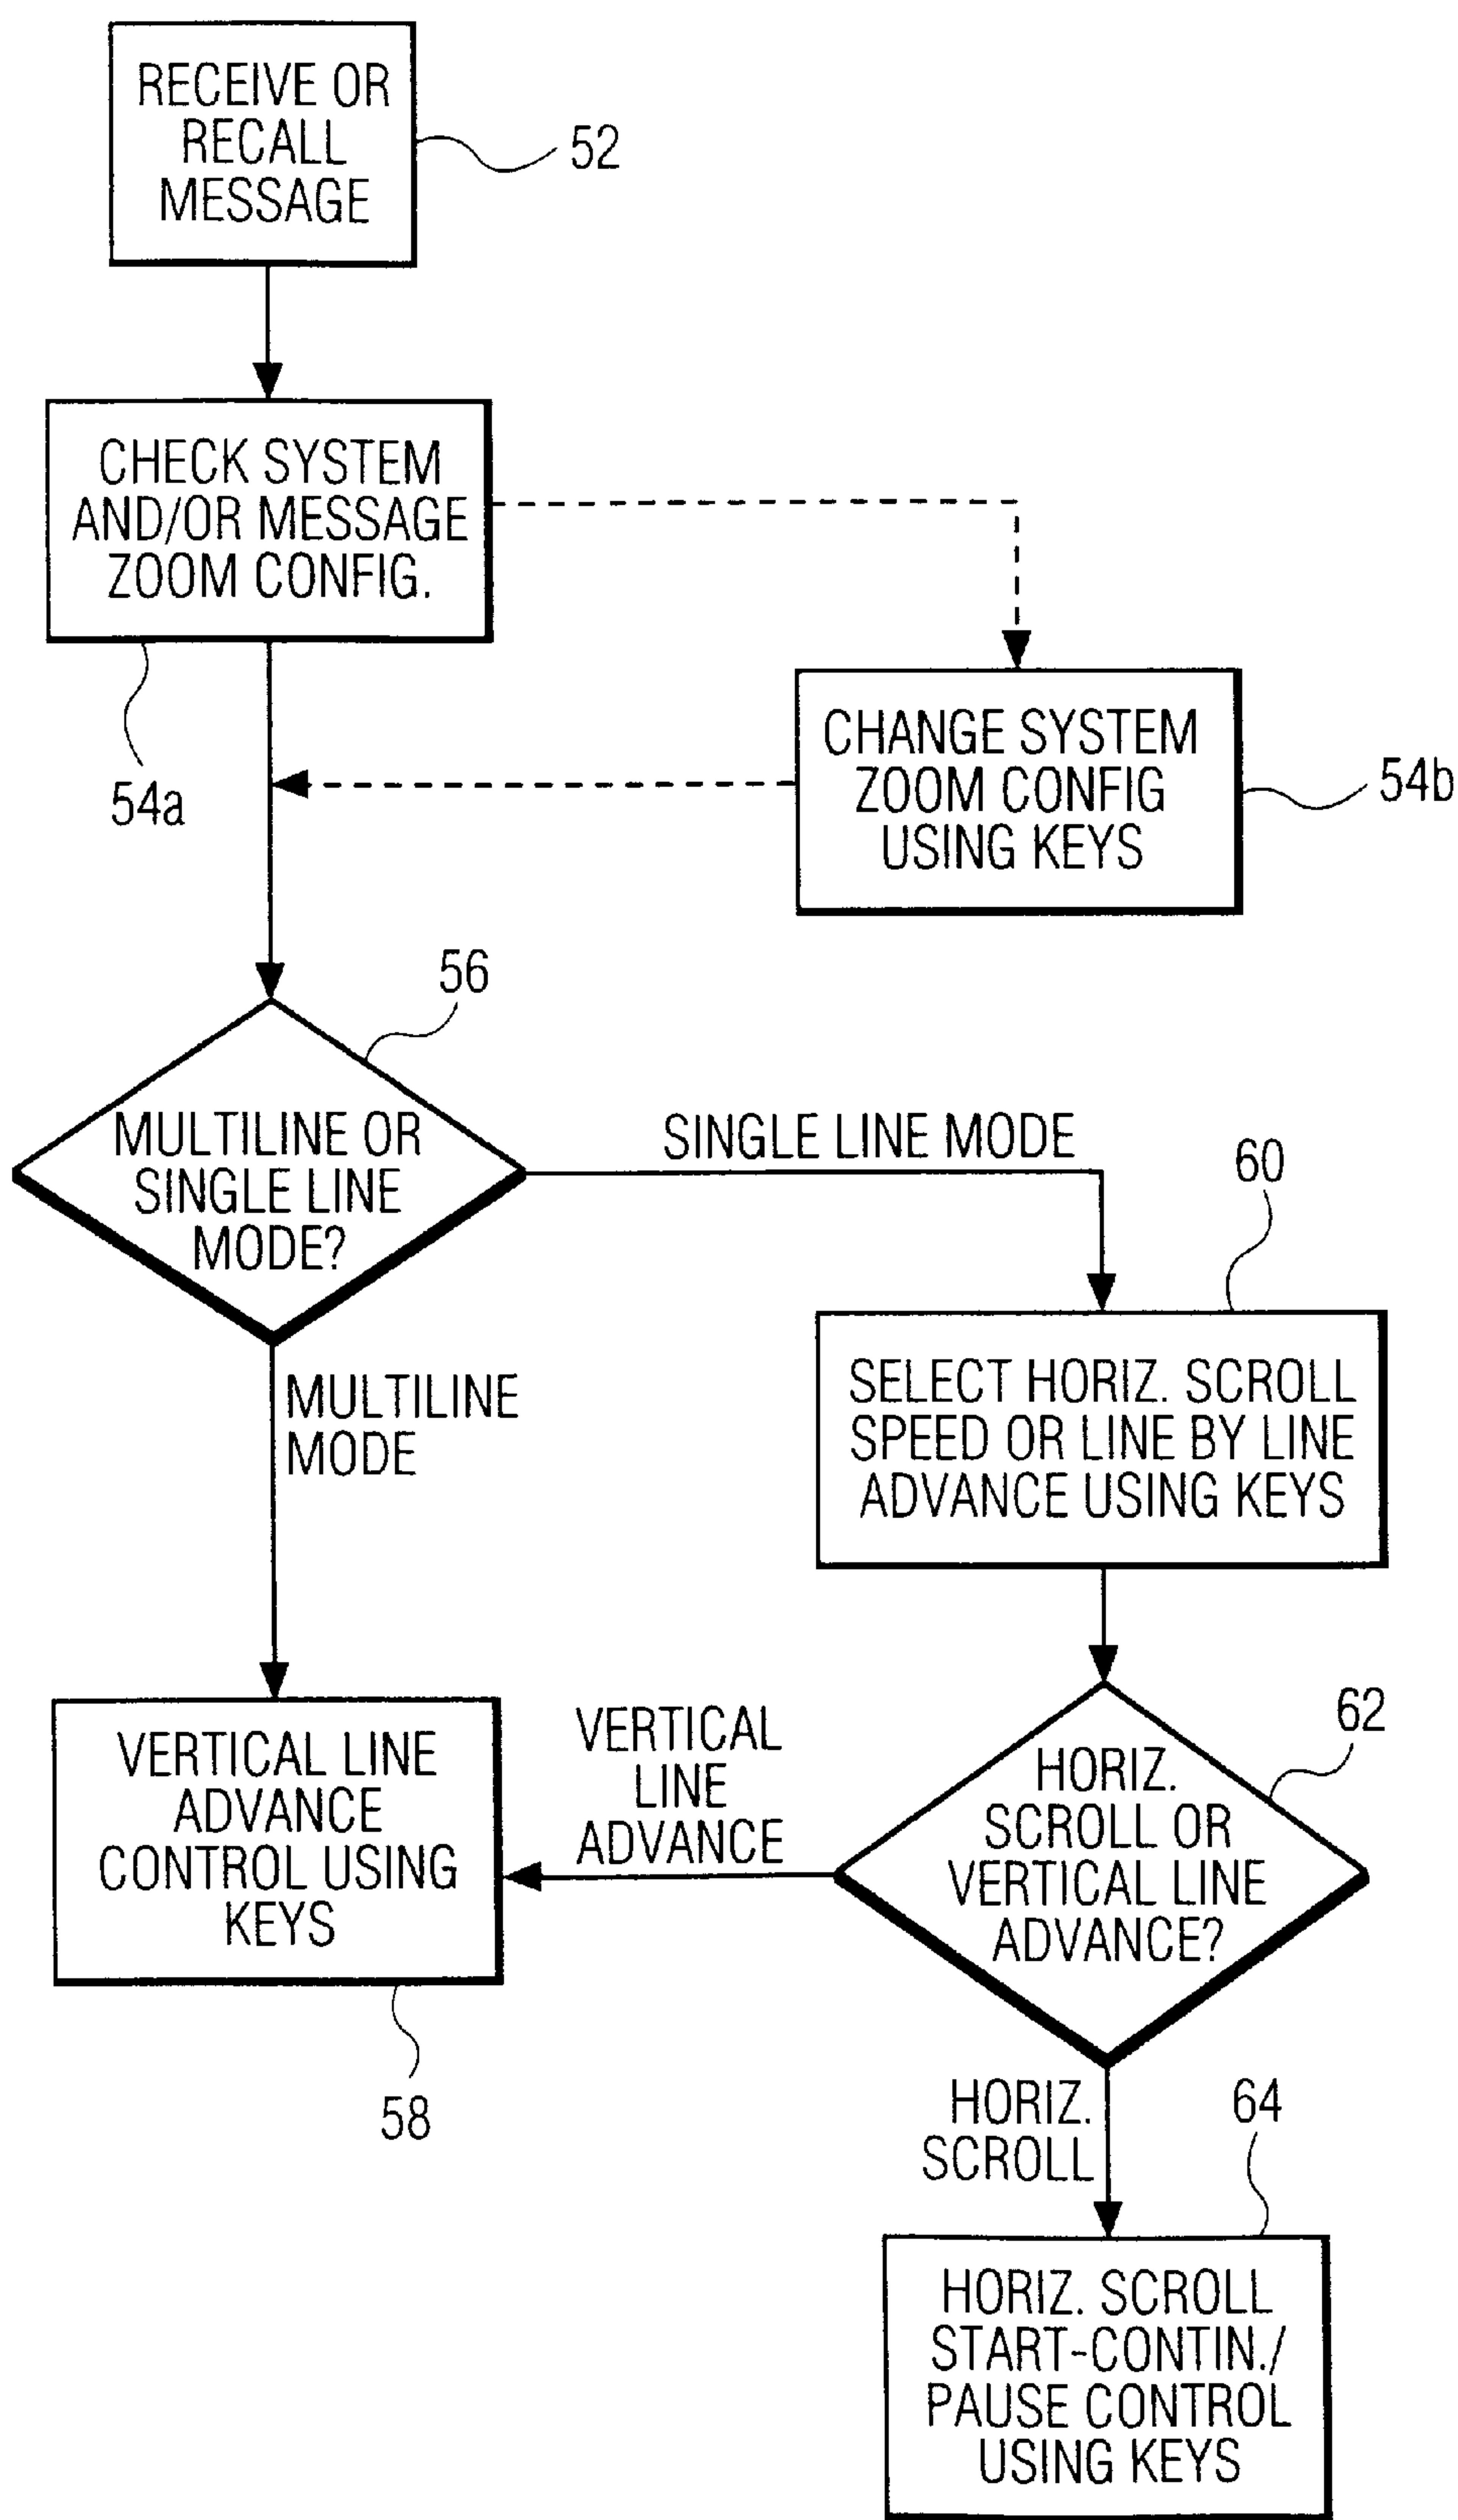 RECEIVE OR
RECALL
MESSAGE
52
CHECK SYSTEM
AND/OR MESSAGE
ZOOM CONFIG.
54a
CHANGE SYSTEM
ZOOM CONFIG
USING KEYS
54b
56
MULTILINE OR
SINGLE LINE
MODE?
SINGLE LINE MODE
60
MULTILINE
MODE
SELECT HORIZ. SCROLL
SPEED OR LINE BY LINE
ADVANCE USING KEYS
62
HORIZ.
SCROLL OR
VERTICAL LINE
ADVANCE?
VERTICAL
LINE
ADVANCE
VERTICAL LINE
ADVANCE
CONTROL USING
KEYS
58
HORIZ.
SCROLL
64
HORIZ. SCROLL
START-CONTIN./
PAUSE CONTROL
USING KEYS